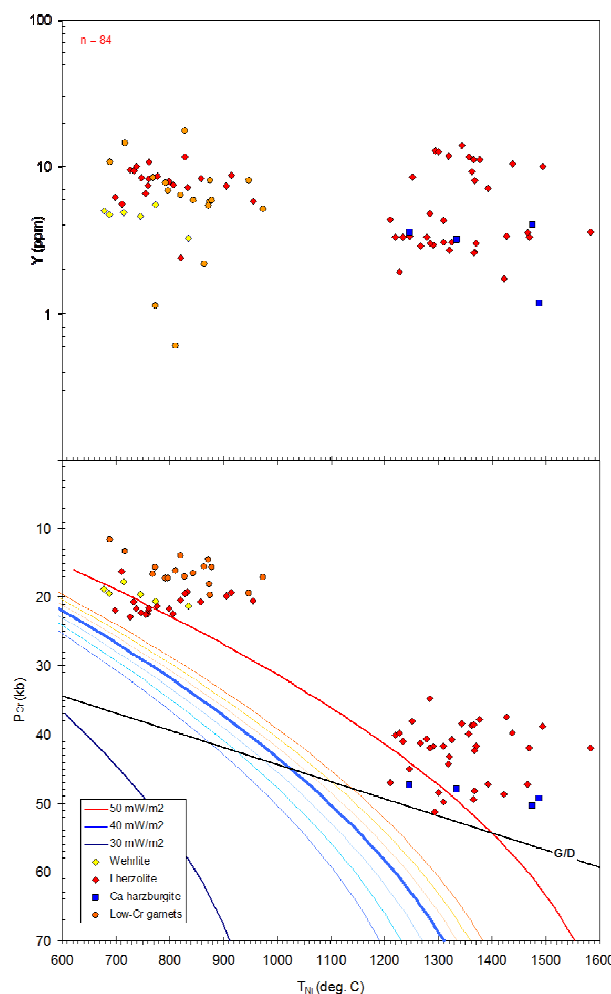 100
n = 84
10
Y (ppm)
1
10
20
30
40
50
60
70
P Cr (kb)
G/D
50 mW/m2
40 mW/m2
30 mW/m2
Wehrlite
Lherzolite
Ca-harzburgite
Low-Cr garnets
600 700 800 900 1000 1100 1200 1300 1400 1500 1600
T Ni (deg. C)